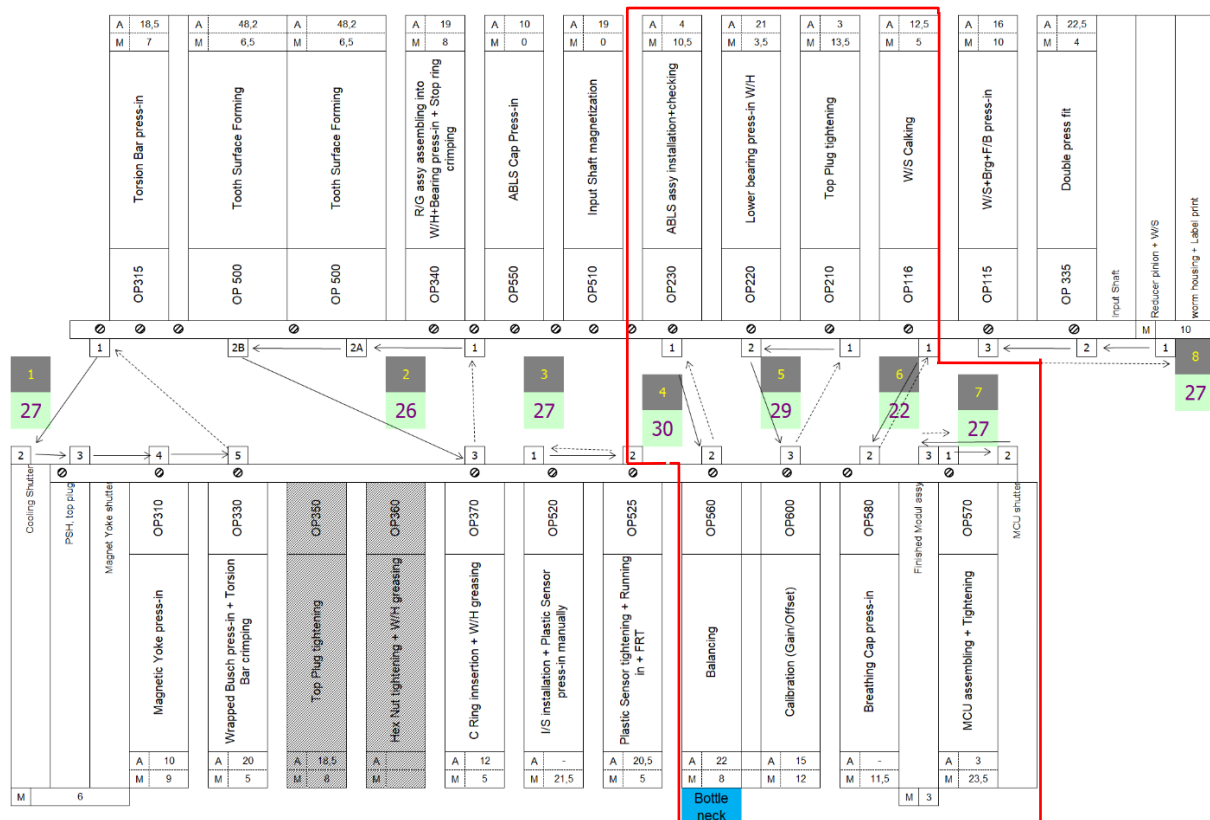 A 18,5 A 48,2 A 48,2 A 19 A 10 A 19 A 4 A 21 A 3 A 12,5 A 16 A 22,5
M 7 M 6,5 M 6,5 M 8 M 0 M 0 M 10,5 M 3,5 M 13,5 M 5 M 10 M 4
Torsion Bar press-in
Tooth Surface Forming
Tooth Surface Forming
R/G assy assembling into
W/H+Bearing press-in + Stop ring
crimping
ABLS Cap Press-in
Input Shaft magnetization
ABLS assy installation+checking
Lower bearing press-in W/H
Top Plug tightening
W/S Calking
W/S+Brg+F/B press-in
Double press fit
OP315
OP 500
OP 500
OP340
OP550
OP510
OP230
OP220
OP210
OP116
OP115
OP 335
Input Shaft
Reducer pinion + W/S
worm housing + Label print
M 10
1 2B 2A 1 1 2 1 1 3 2 1
1 2 3 4 5 6 7 8
27 26 27 30 29 22 27 27
2 3 4 5 3 1 2 2 3 2 3 1 2
Cooling Shutter
PSH, top plug
Magnet Yoke shutter
OP310
OP330
OP350
OP360
OP370
OP520
OP525
OP560
OP600
OP580
Finished Modul assy
OP570
MCU shutter
Magnetic Yoke press-in
Wrapped Busch press-in + Torsion
Bar crimping
Top Plug tightening
Hex Nut tightening + W/H greasing
C Ring innsertion + W/H greasing
I/S installation + Plastic Sensor
press-in manually
Plastic Sensor tightening + Running
in + FRT
Balancing
Calibration (Gain/Offset)
Breathing Cap press-in
MCU assembling + Tightening
A 10 A 20 A 18,5 A A 12 A - A 20,5 A 22 A 15 A - A 3
M 9 M 5 M 8 M M 5 M 21,5 M 5 M 8 M 12 M 11,5 M 23,5
M 6
M 3
Bottle
neck